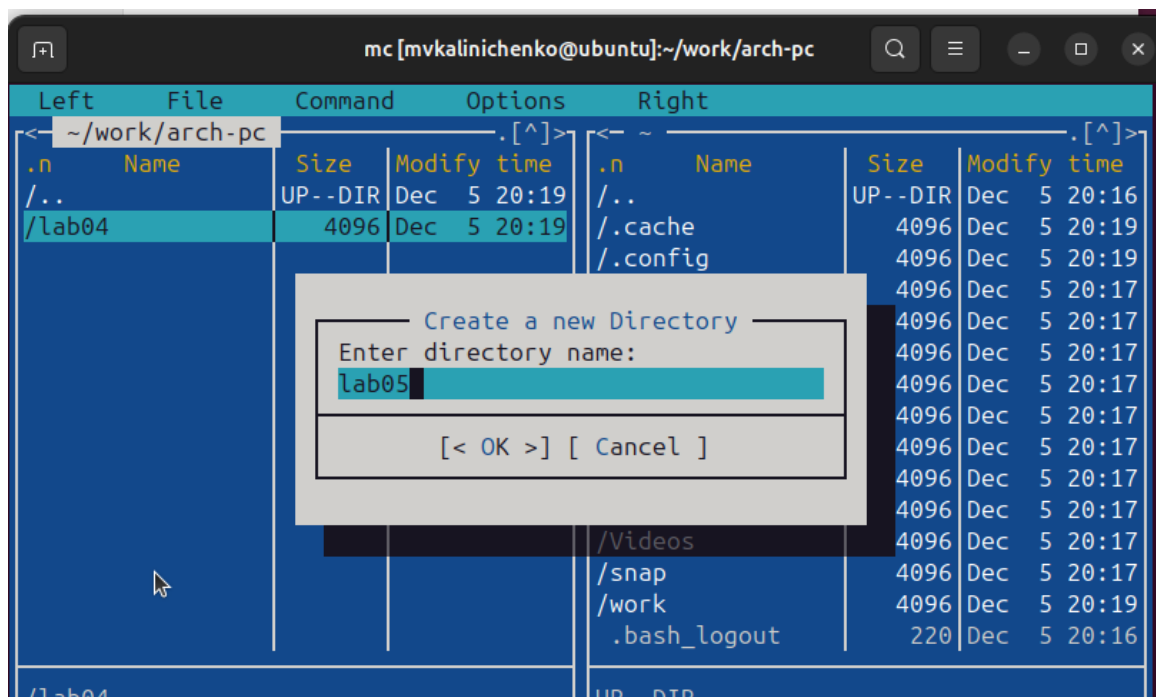 mc [mvkalinichenko@ubuntu]:~/work/arch-pc
Left File Command Options Right
<─ ~/work/arch-pc ─.[^]>┐ <─ ~ ─.[^]>
.n Name Size Modify time .n Name Size Modify time
/.. UP--DIR Dec 5 20:19 /.. UP--DIR Dec 5 20:16
/lab04 4096 Dec 5 20:19 /.cache 4096 Dec 5 20:19
/.config 4096 Dec 5 20:19
4096 Dec 5 20:17
Create a new Directory 4096 Dec 5 20:17
Enter directory name: 4096 Dec 5 20:17
lab05 4096 Dec 5 20:17
4096 Dec 5 20:17
[< OK >] [ Cancel ] 4096 Dec 5 20:17
4096 Dec 5 20:17
4096 Dec 5 20:17
/Videos 4096 Dec 5 20:17
/snap 4096 Dec 5 20:17
/work 4096 Dec 5 20:19
.bash_logout 220 Dec 5 20:16
/lab04 UP--DIR